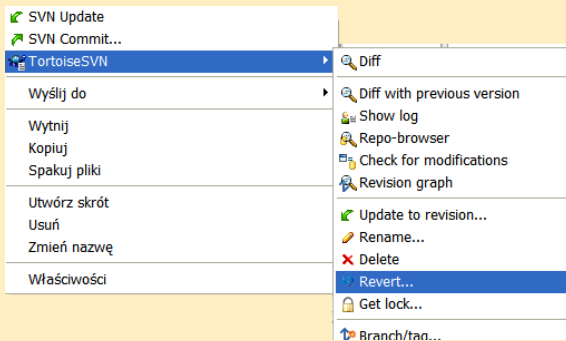 SVN Update
SVN Commit...
TortoiseSVN
Wyślij do
Wytnij
Kopiuj
Spakuj pliki
Utwórz skrót
Usuń
Zmień nazwę
Właściwości
Diff
Diff with previous version
Show log
Repo-browser
Check for modifications
Revision graph
Update to revision...
Rename...
Delete
Revert...
Get lock...
Branch/tag...